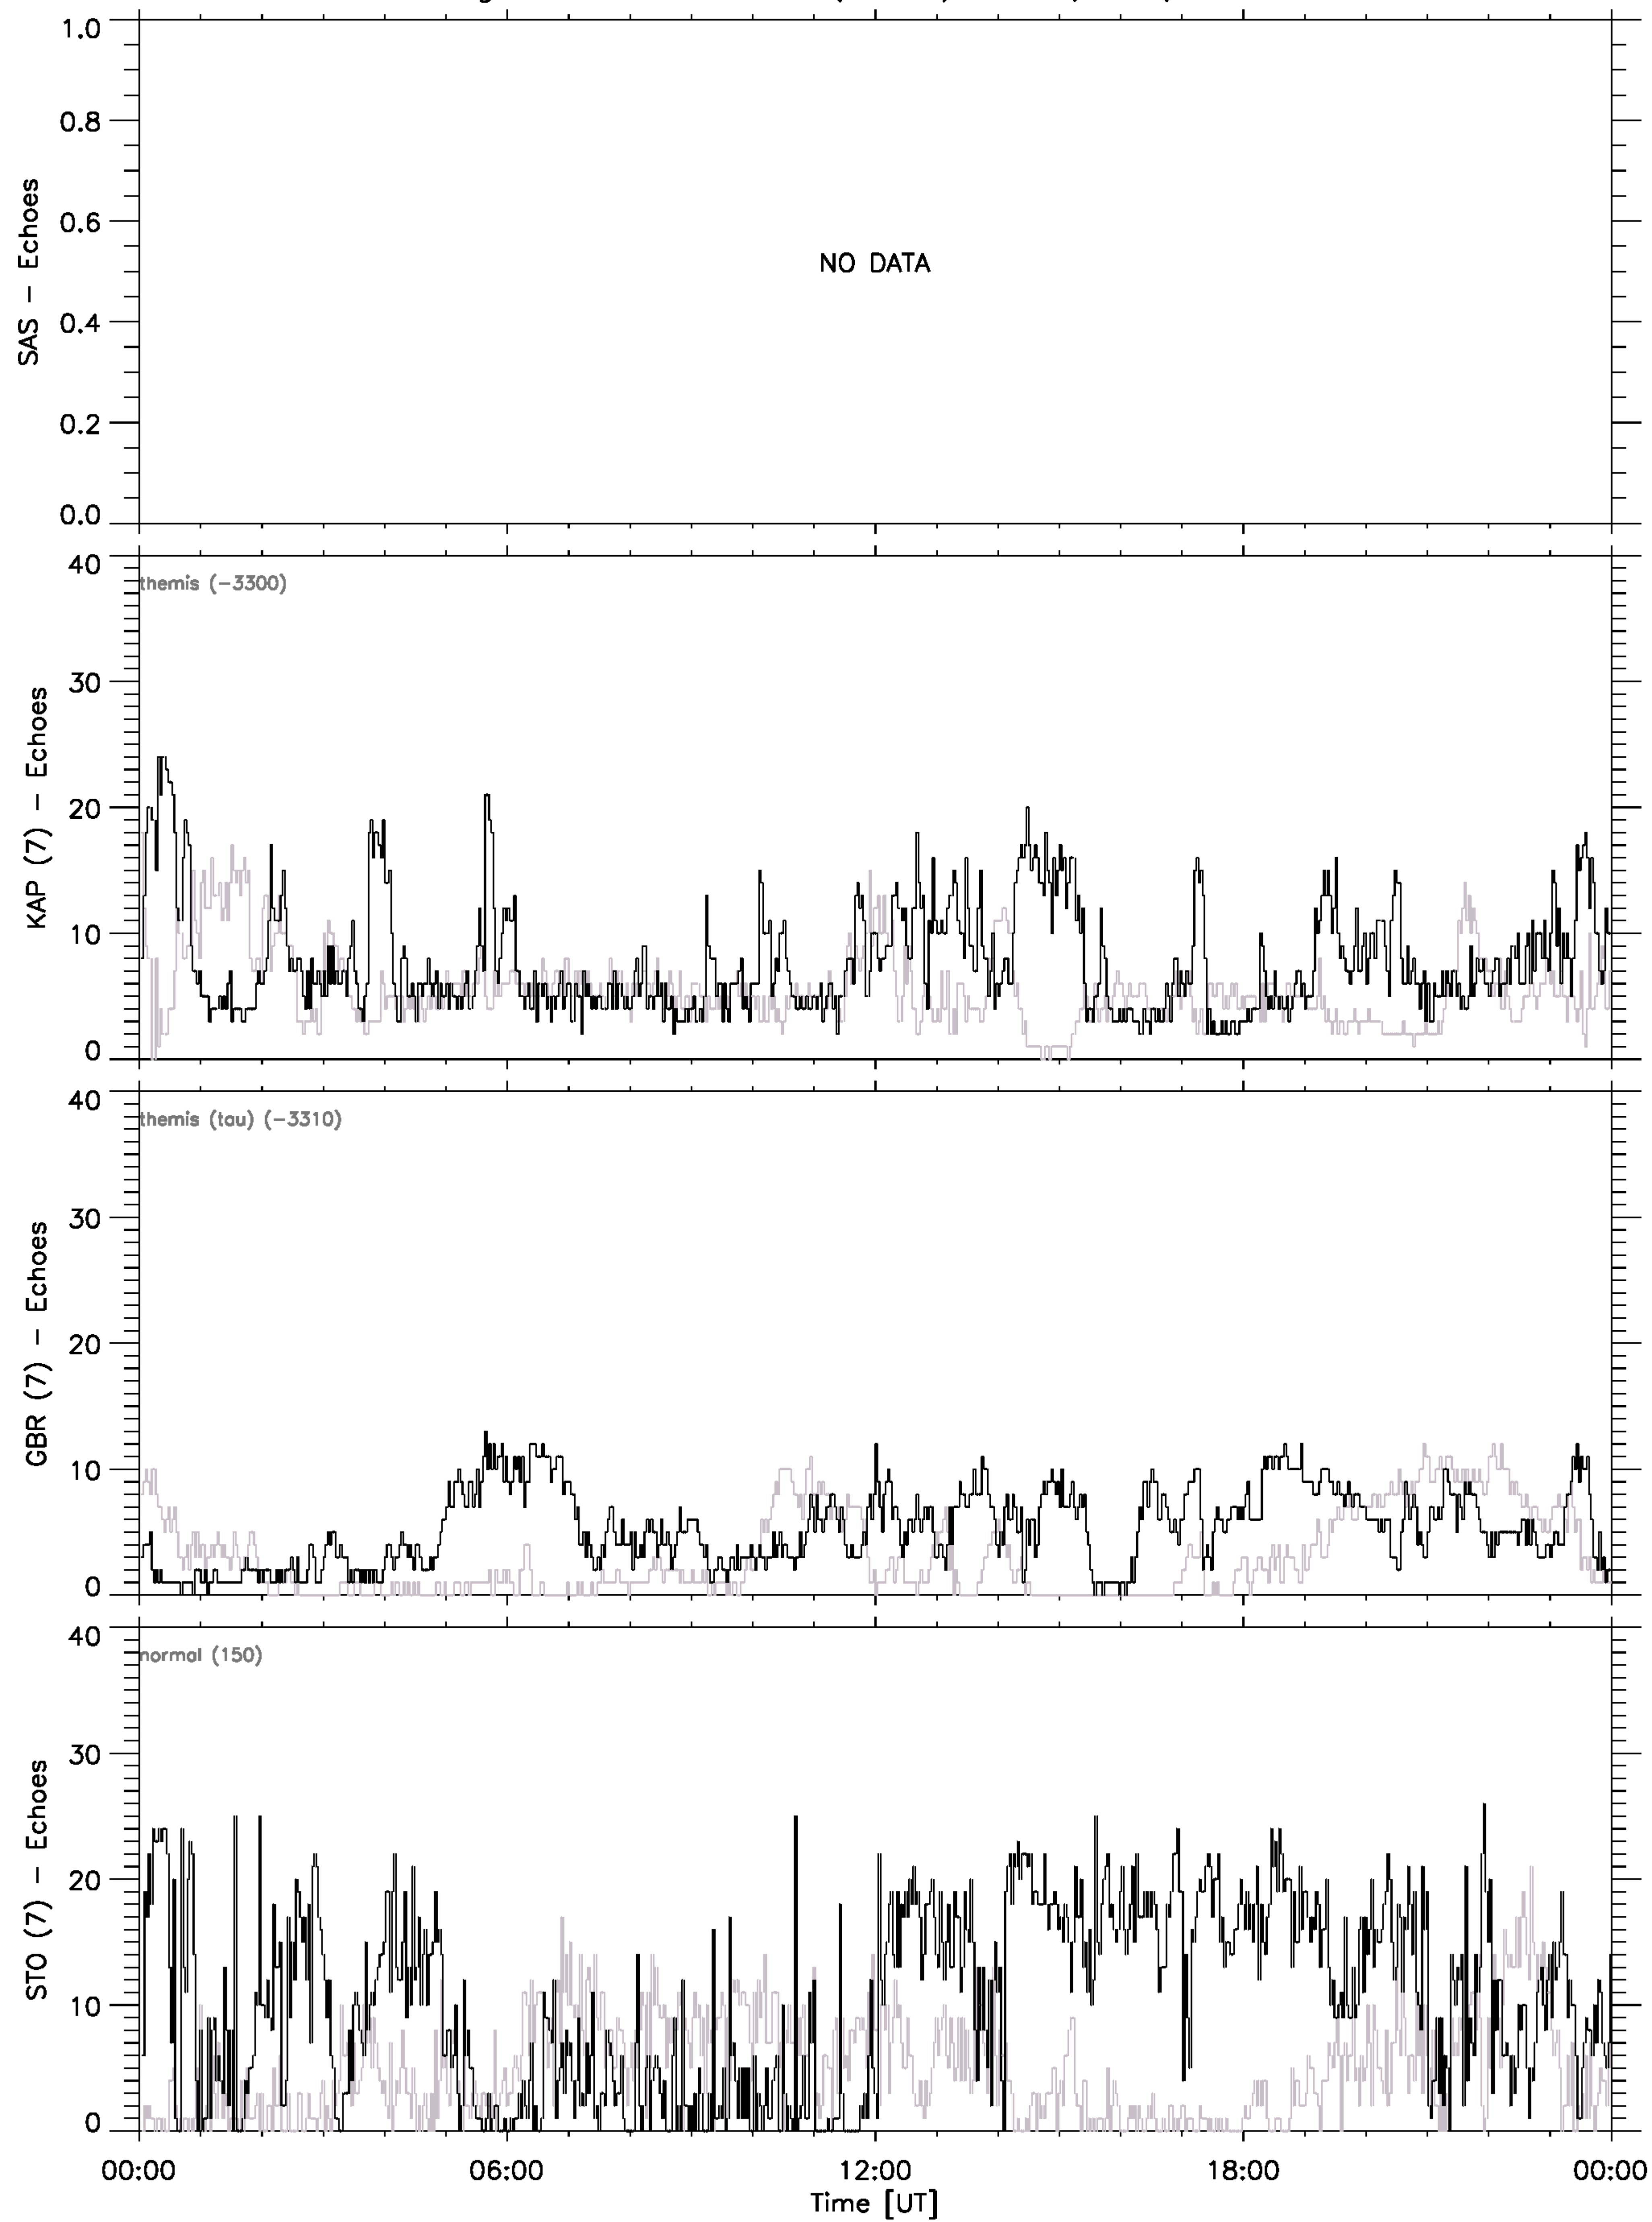 1.0
0.8
0.6
0.4
0.2
0.0
SAS – Echoes
NO DATA
40
30
20
10
0
KAP (7) – Echoes
themis (−3300)
40
30
20
10
0
GBR (7) – Echoes
themis (tau) (−3310)
40
30
20
10
0
STO (7) – Echoes
normal (150)
00:00 06:00 12:00 18:00 00:00
Time [UT]